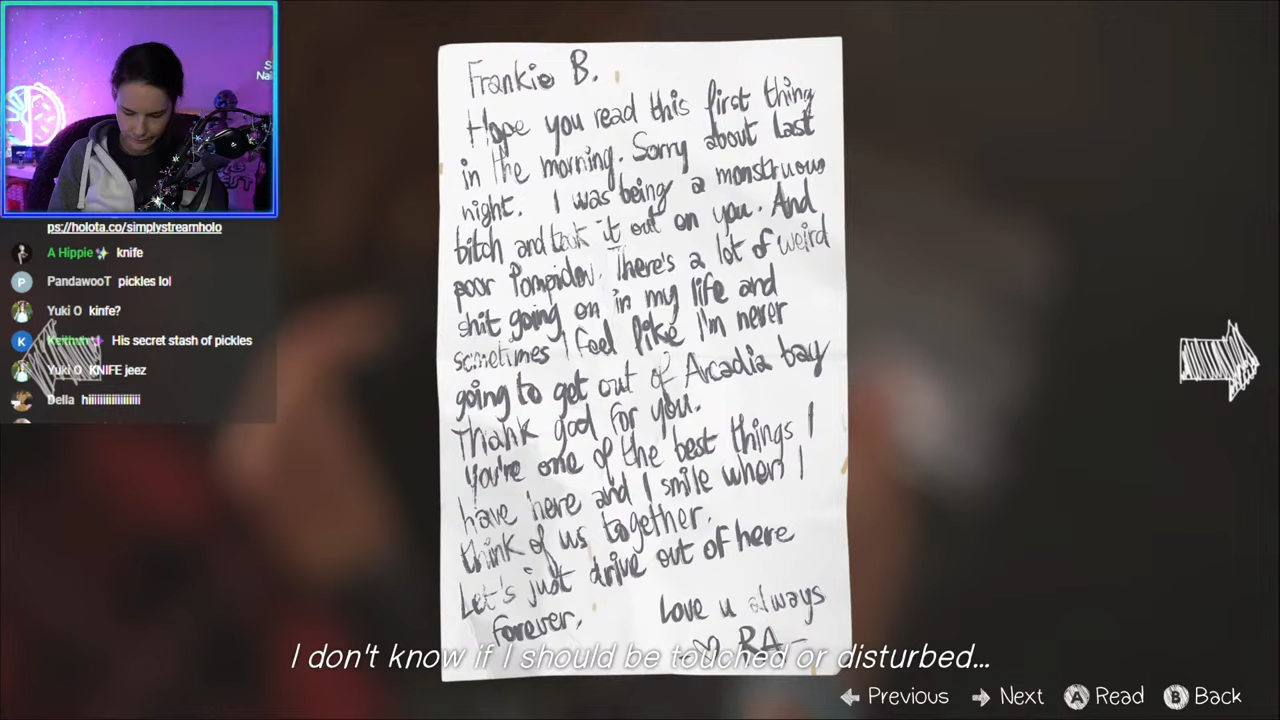 S
Nai
ps://holota.co/simplystreamholo
A Hippie knife
PandawooT pickles lol
Yuki O kinfe?
His secret stash of pickles
Yuki O KNIFE jeez
Della hiiiiiiiiiiiiiiiiii
Frankie B.
Hope you read this first thing
in the morning. Sorry about last
night. I was being a monstruous
bitch and took it out on you. And
poor Pompidou. There's a lot of weird
shit going on in my life and
sometimes I feel like I'm never
going to get out of Arcadia bay
Thank god for you.
You're one of the best things I
have here and I smile when I
think of us together.
Let's just drive out of here
forever.
Love u always
RA
I don't know if I should be touched or disturbed...
Previous Next A Read B Back